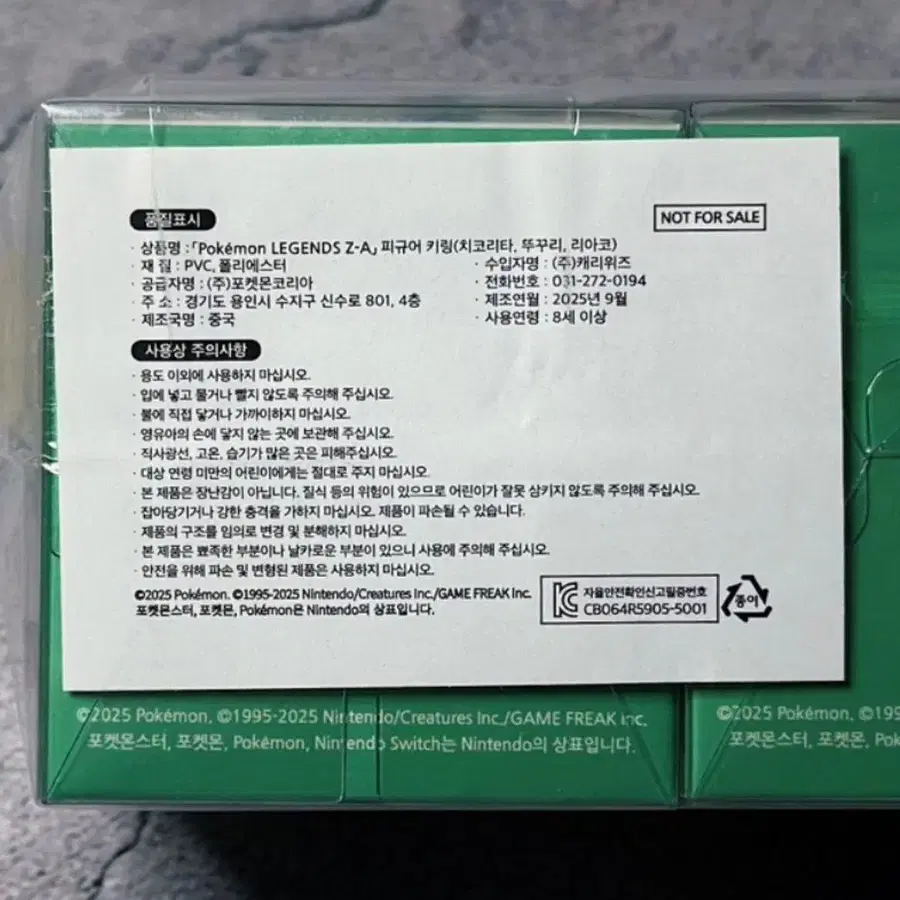 품질표시
NOT FOR SALE
· 상품명 : 「Pokémon LEGENDS Z-A」 피규어 키링(치코리타, 뚜꾸리, 리아코)
· 재 질 : PVC, 폴리에스터
· 수입자명 : (주)캐리위즈
· 공급자명 : (주)포켓몬코리아
· 전화번호 : 031-272-0194
· 주 소 : 경기도 용인시 수지구 신수로 801, 4층
· 제조연월 : 2025년 9월
· 제조국명 : 중국
· 사용연령 : 8세 이상
사용상 주의사항
· 용도 이외에 사용하지 마십시오.
· 입에 넣고 물거나 빨지 않도록 주의해 주십시오.
· 불에 직접 닿거나 가까이하지 마십시오.
· 영유아의 손에 닿지 않는 곳에 보관해 주십시오.
· 직사광선, 고온, 습기가 많은 곳은 피해주십시오.
· 대상 연령 미만의 어린이에게는 절대로 주지 마십시오.
· 본 제품은 장난감이 아닙니다. 질식 등의 위험이 있으므로 어린이가 잘못 삼키지 않도록 주의해 주십시오.
· 잡아당기거나 강한 충격을 가하지 마십시오. 제품이 파손될 수 있습니다.
· 제품의 구조를 임의로 변경 및 분해하지 마십시오.
· 본 제품은 뾰족한 부분이나 날카로운 부분이 있으니 사용에 주의해 주십시오.
· 안전을 위해 파손 및 변형된 제품은 사용하지 마십시오.
©2025 Pokémon. ©1995-2025 Nintendo/Creatures Inc./GAME FREAK Inc.
포켓몬스터, 포켓몬, Pokémon은 Nintendo의 상표입니다.
자율안전확인신고필증번호
CB064R5905-5001
종이
©2025 Pokémon. ©1995-2025 Nintendo/Creatures Inc./GAME FREAK inc.
포켓몬스터, 포켓몬, Pokémon, Nintendo Switch는 Nintendo의 상표입니다.
©2025 Pokémon. ©199
포켓몬스터, 포켓몬, Pok